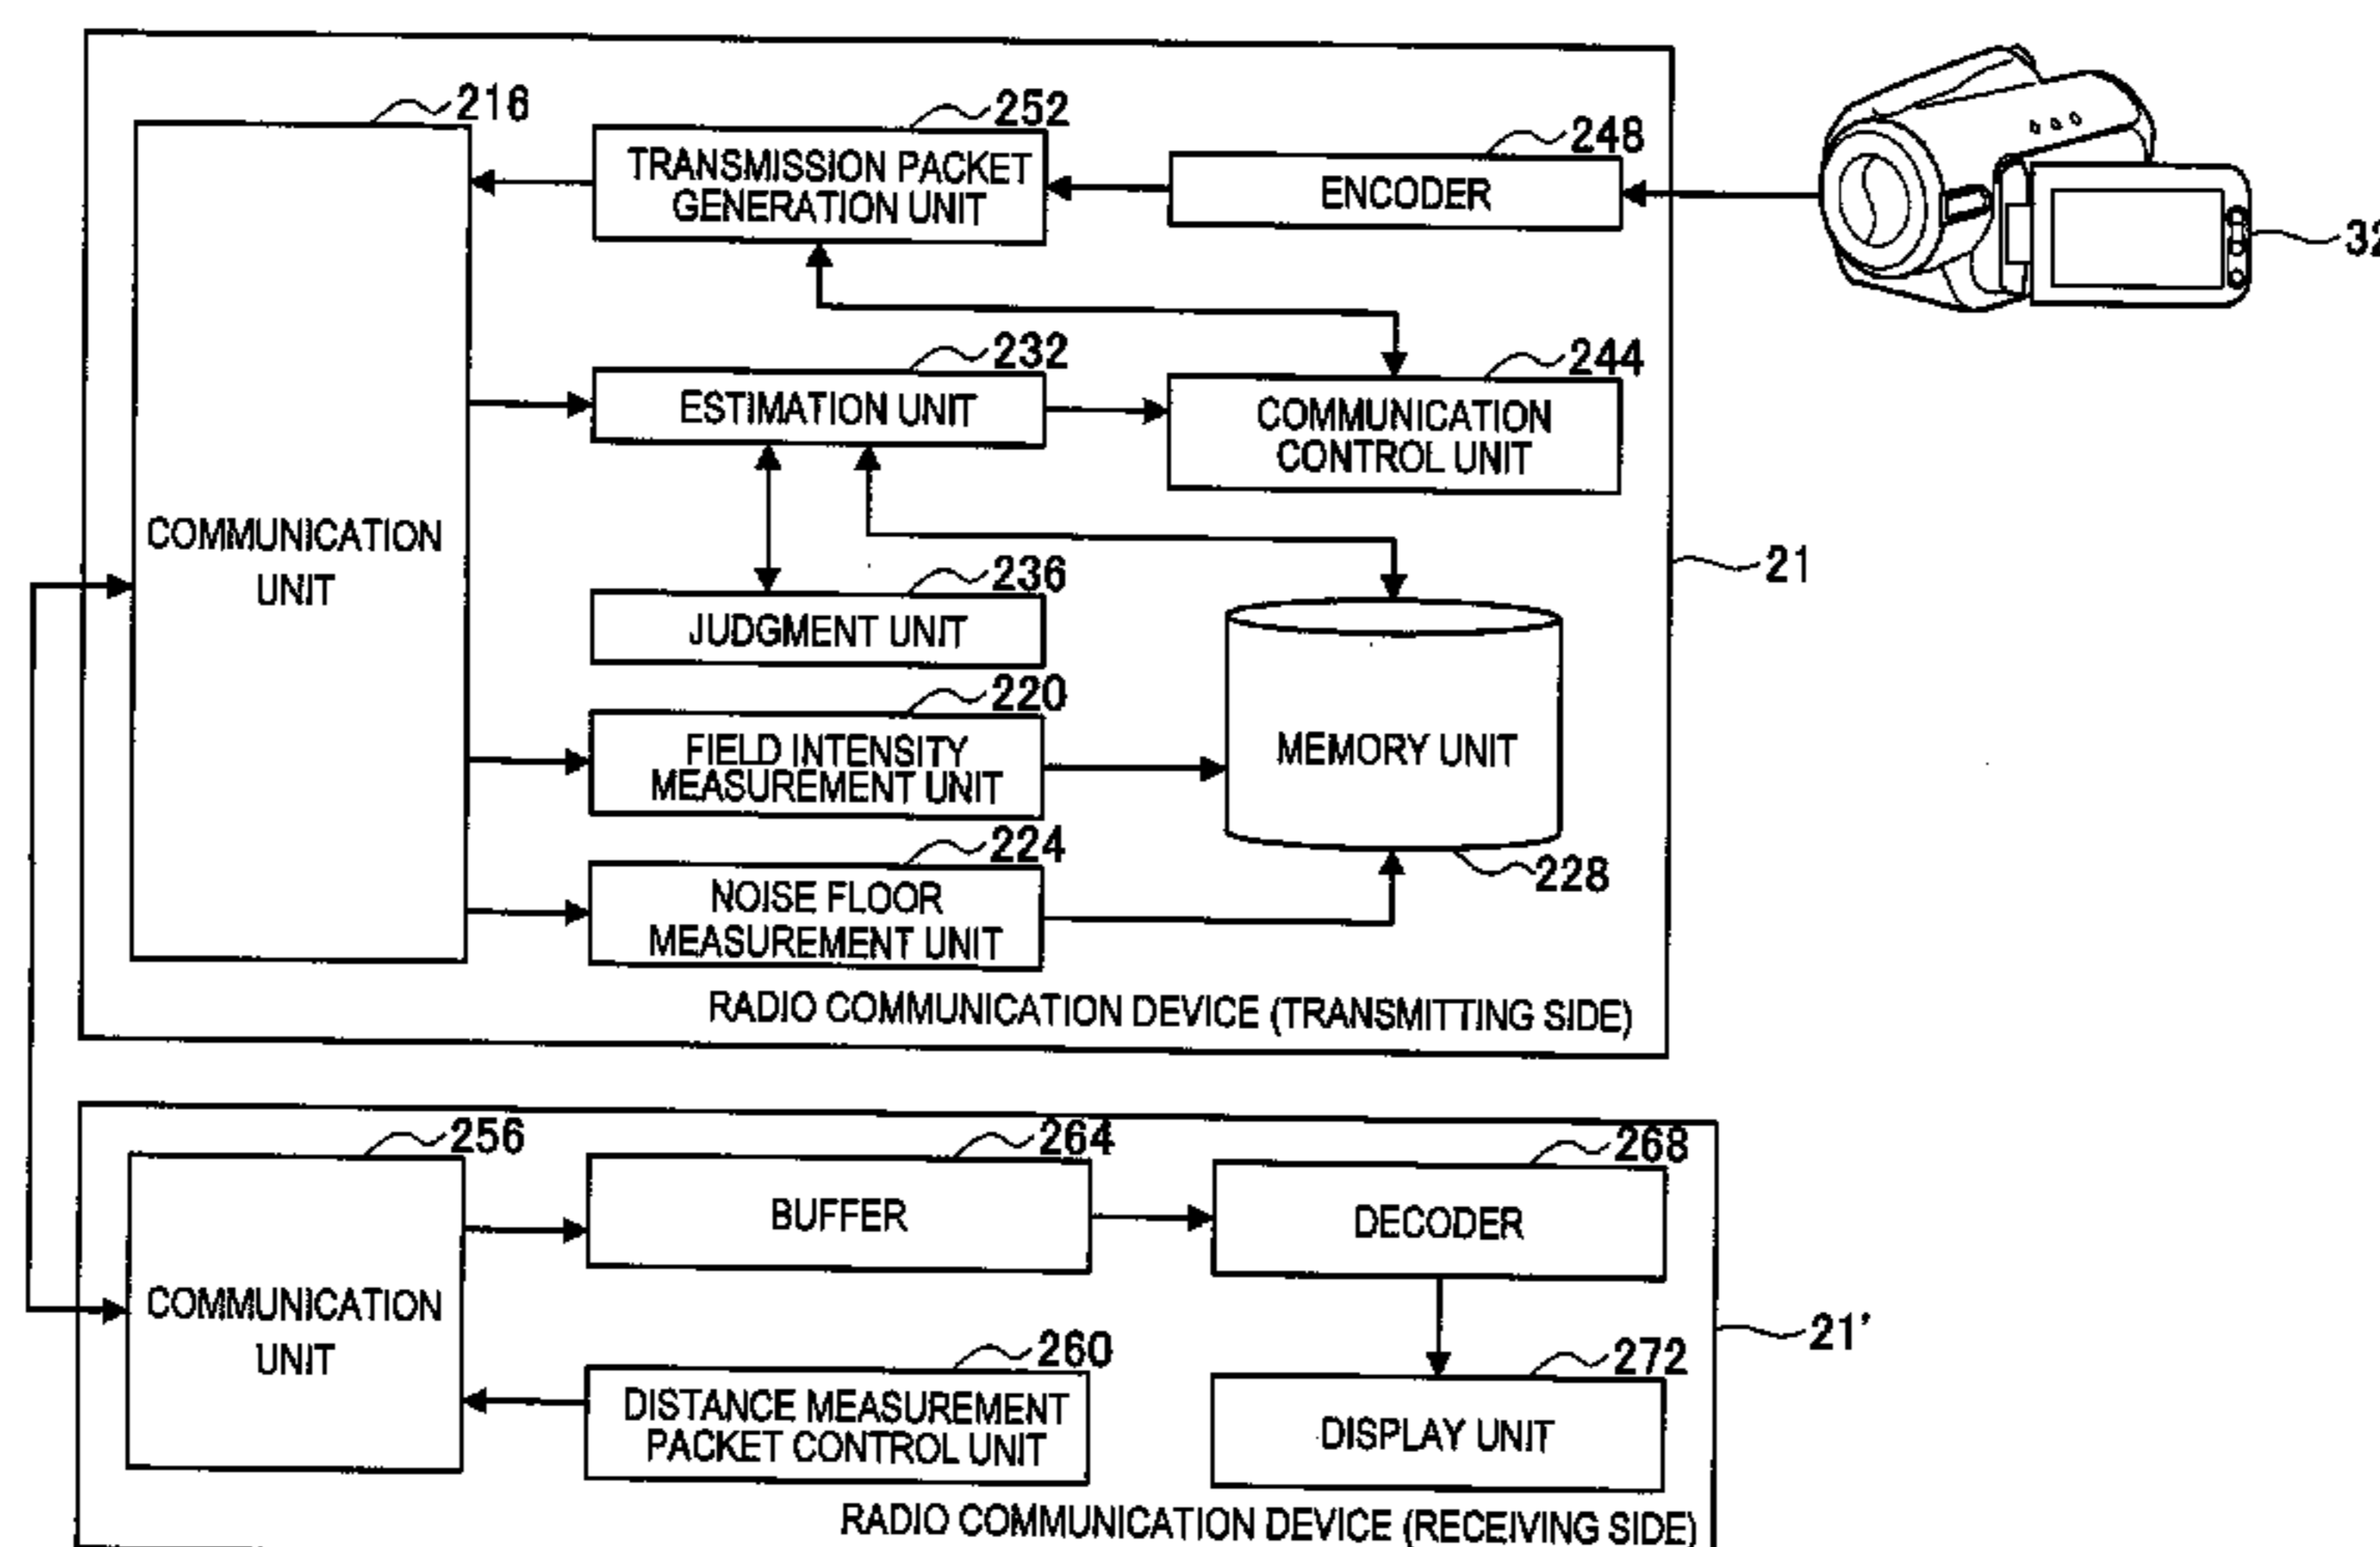 216
252
248
TRANSMISSION PACKET
GENERATION UNIT
ENCODER
32
232
244
ESTIMATION UNIT
COMMUNICATION
CONTROL UNIT
COMMUNICATION
UNIT
236
21
JUDGMENT UNIT
220
FIELD INTENSITY
MEASUREMENT UNIT
MEMORY UNIT
224
228
NOISE FLOOR
MEASUREMENT UNIT
RADIO COMMUNICATION DEVICE (TRANSMITTING SIDE)
256
264
268
BUFFER
DECODER
COMMUNICATION
UNIT
21'
260
272
DISTANCE MEASUREMENT
PACKET CONTROL UNIT
DISPLAY UNIT
RADIO COMMUNICATION DEVICE (RECEIVING SIDE)